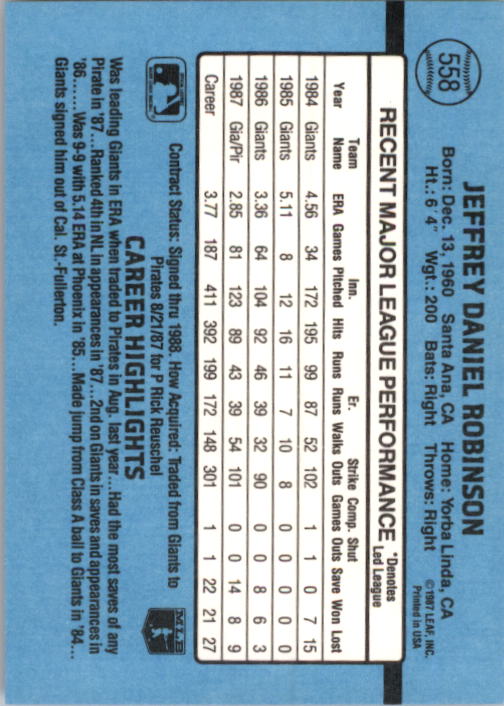 558
JEFFREY DANIEL ROBINSON
Born: Dec. 13, 1960 Santa Ana, CA Home: Yorba Linda, CA
Ht.: 6' 4" Wgt.: 200 Bats: Right Throws: Right
©1987 LEAF, INC.
Printed in USA
RECENT MAJOR LEAGUE PERFORMANCE *Denotes Led League
Year Team Name ERA Games Inn. Pitched Hits Runs Er. Runs Walks Strike Outs Comp. Games Shut Outs Save Won Lost
1984 Giants 4.56 34 172 195 99 87 52 102 1 1 0 7 15
1985 Giants 5.11 8 12 16 11 7 10 8 0 0 0 0 0
1986 Giants 3.36 64 104 92 46 39 32 90 0 0 8 6 3
1987 Gia/Pir 2.85 81 123 89 43 39 54 101 0 0 14 8 9
Career 3.77 187 411 392 199 172 148 301 1 1 22 21 27
Contract Status: Signed thru 1988. How Acquired: Traded from Giants to
Pirates 8/21/87 for P Rick Reuschel
MLB
CAREER HIGHLIGHTS
Was leading Giants in ERA when traded to Pirates in Aug. last year....Had the most saves of any
Pirate in '87...Ranked 4th in NL in appearances in '87...2nd on Giants in saves and appearances in
'86......Was 9-9 with 5.14 ERA at Phoenix in '85....Made jump from Class A ball to Giants in '84....
Giants signed him out of Cal. St.-Fullerton.